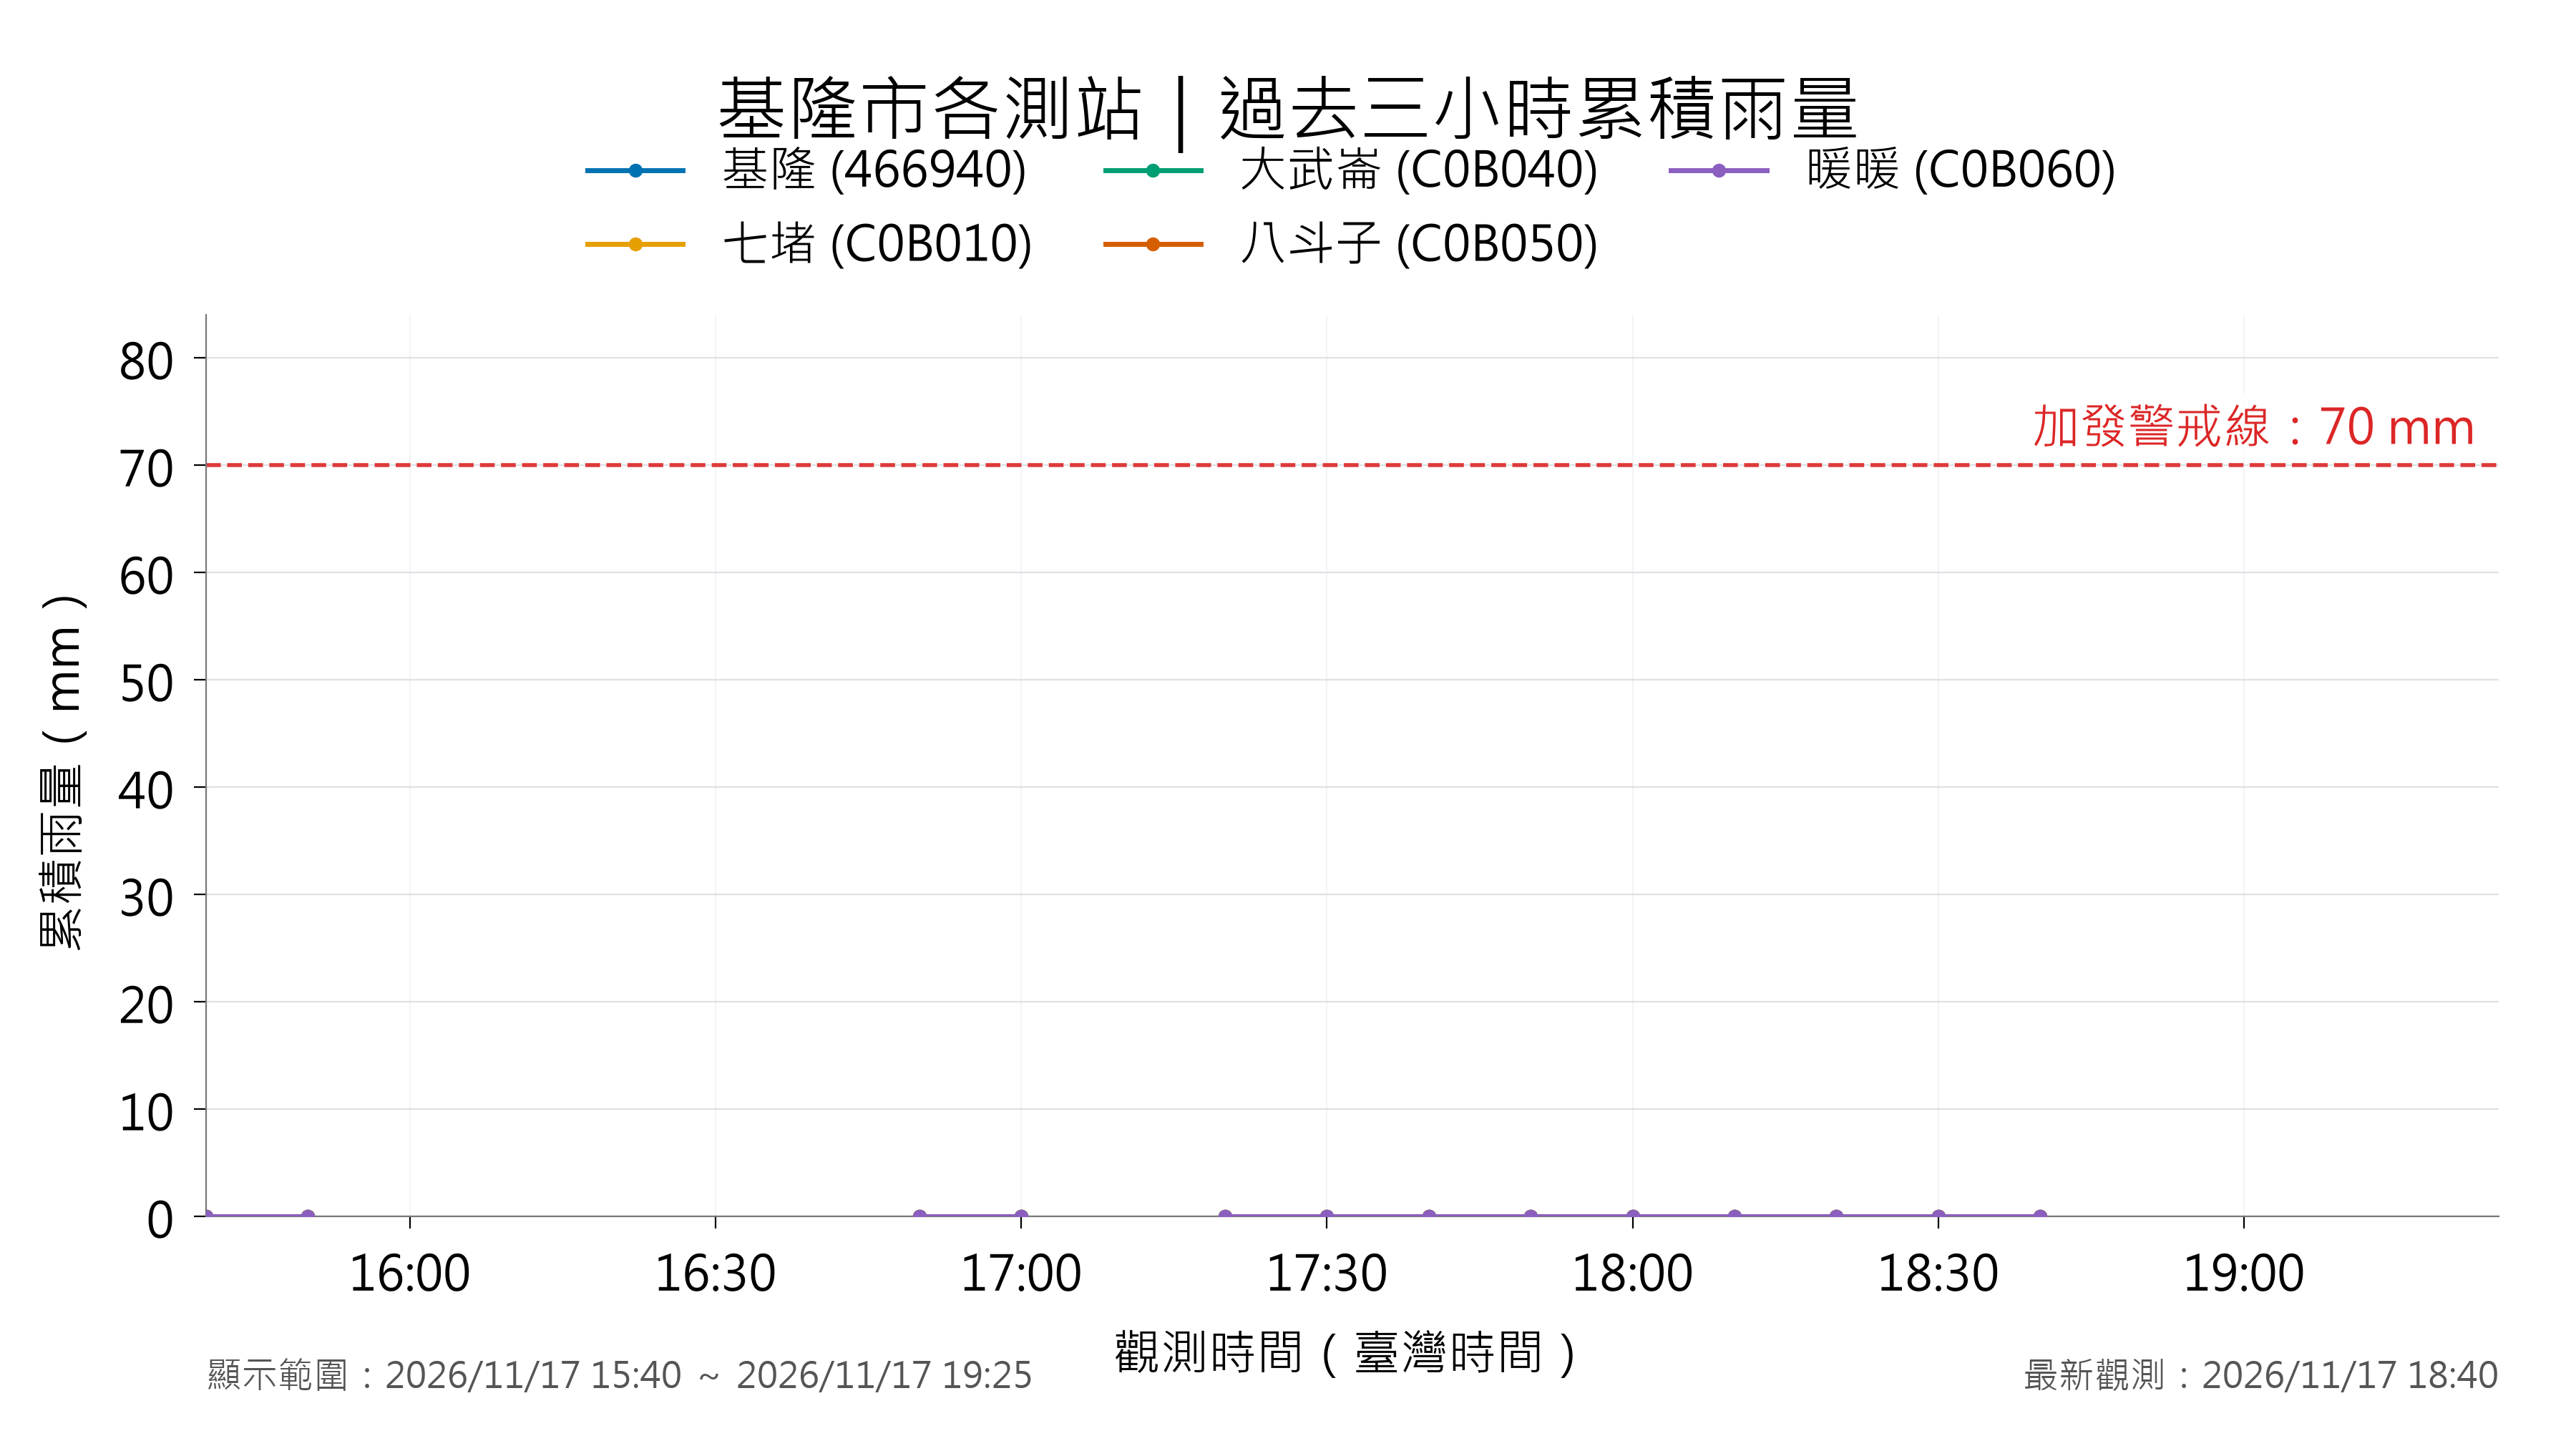 基隆市各測站｜過去三小時累積雨量
基隆 (466940)
大武崙 (C0B040)
暖暖 (C0B060)
七堵 (C0B010)
八斗子 (C0B050)
80
加發警戒線：70 mm
70
60
50
40
30
20
10
0
累積雨量（mm）
16:00
16:30
17:00
17:30
18:00
18:30
19:00
觀測時間（臺灣時間）
顯示範圍：2026/11/17 15:40 ~ 2026/11/17 19:25
最新觀測：2026/11/17 18:40